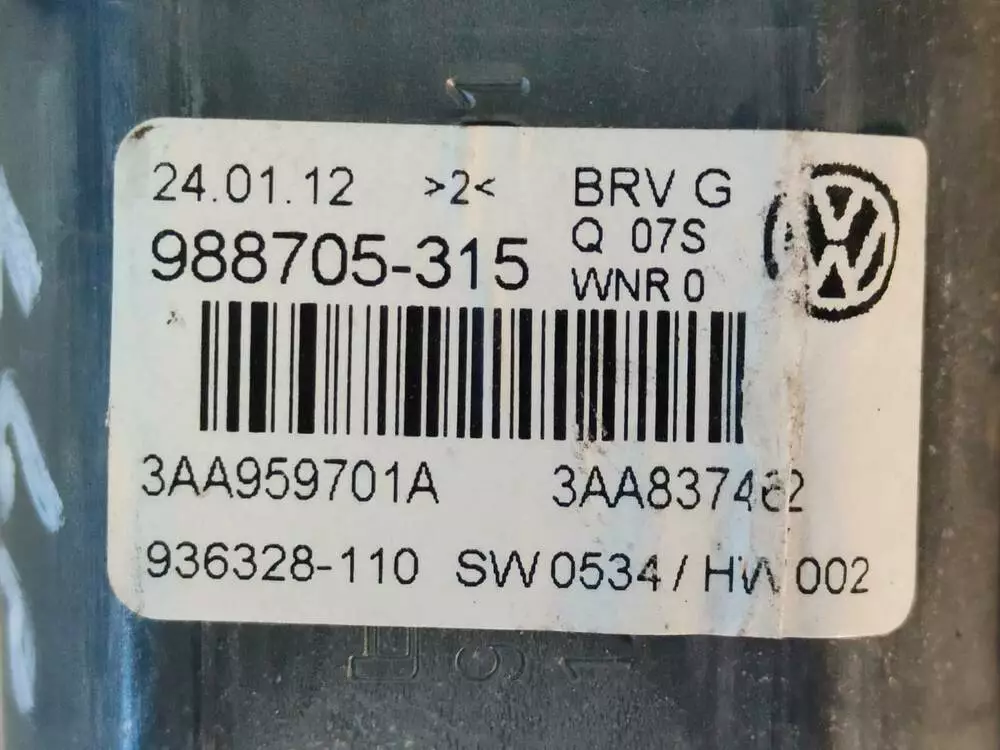 24.01.12 >2< BRV G
988705-315 Q 07S
WNR 0
3AA959701A 3AA837462
936328-110 SW 0534 / HW 002